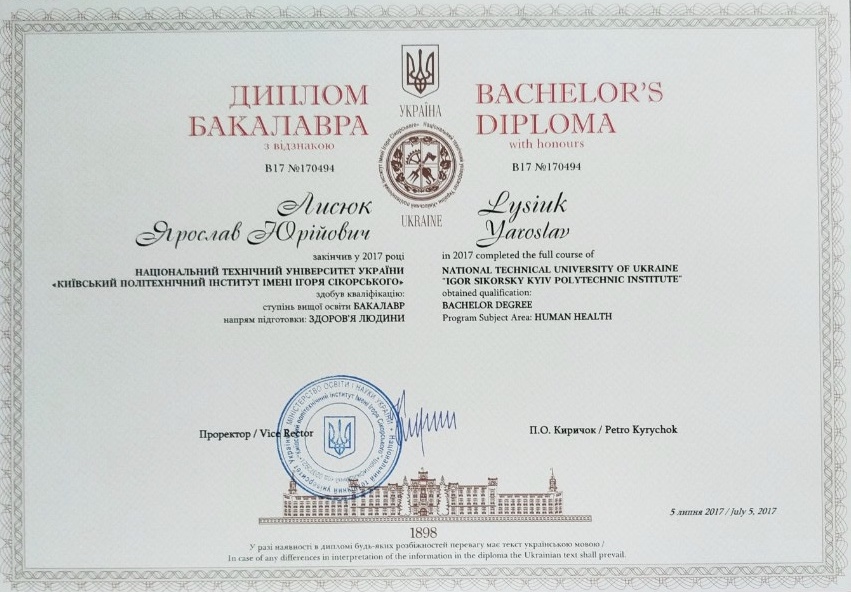 ДИПЛОМ
БАКАЛАВРА
з відзнакою
В17 №170494
УКРАЇНА
UKRAINE
BACHELOR'S
DIPLOMA
with honours
B17 №170494
Лисюк
Ярослав Юрійович
закінчив у 2017 році
НАЦІОНАЛЬНИЙ ТЕХНІЧНИЙ УНІВЕРСИТЕТ УКРАЇНИ
«КИЇВСЬКИЙ ПОЛІТЕХНІЧНИЙ ІНСТИТУТ ІМЕНІ ІГОРЯ СІКОРСЬКОГО»
здобув кваліфікацію:
ступінь вищої освіти БАКАЛАВР
напрям підготовки: ЗДОРОВ'Я ЛЮДИНИ
Lysiuk
Yaroslav
in 2017 completed the full course of
NATIONAL TECHNICAL UNIVERSITY OF UKRAINE
"IGOR SIKORSKY KYIV POLYTECHNIC INSTITUTE"
obtained qualification:
BACHELOR DEGREE
Program Subject Area: HUMAN HEALTH
МІНІСТЕРСТВО ОСВІТИ І НАУКИ УКРАЇНИ
Проректор / Vice Rector
П.О. Киричок / Petro Kyrychok
5 липня 2017 / July 5, 2017
1898
У разі наявності в дипломі будь-яких розбіжностей перевагу має текст українською мовою /
In case of any differences in interpretation of the information in the diploma the Ukrainian text shall prevail.